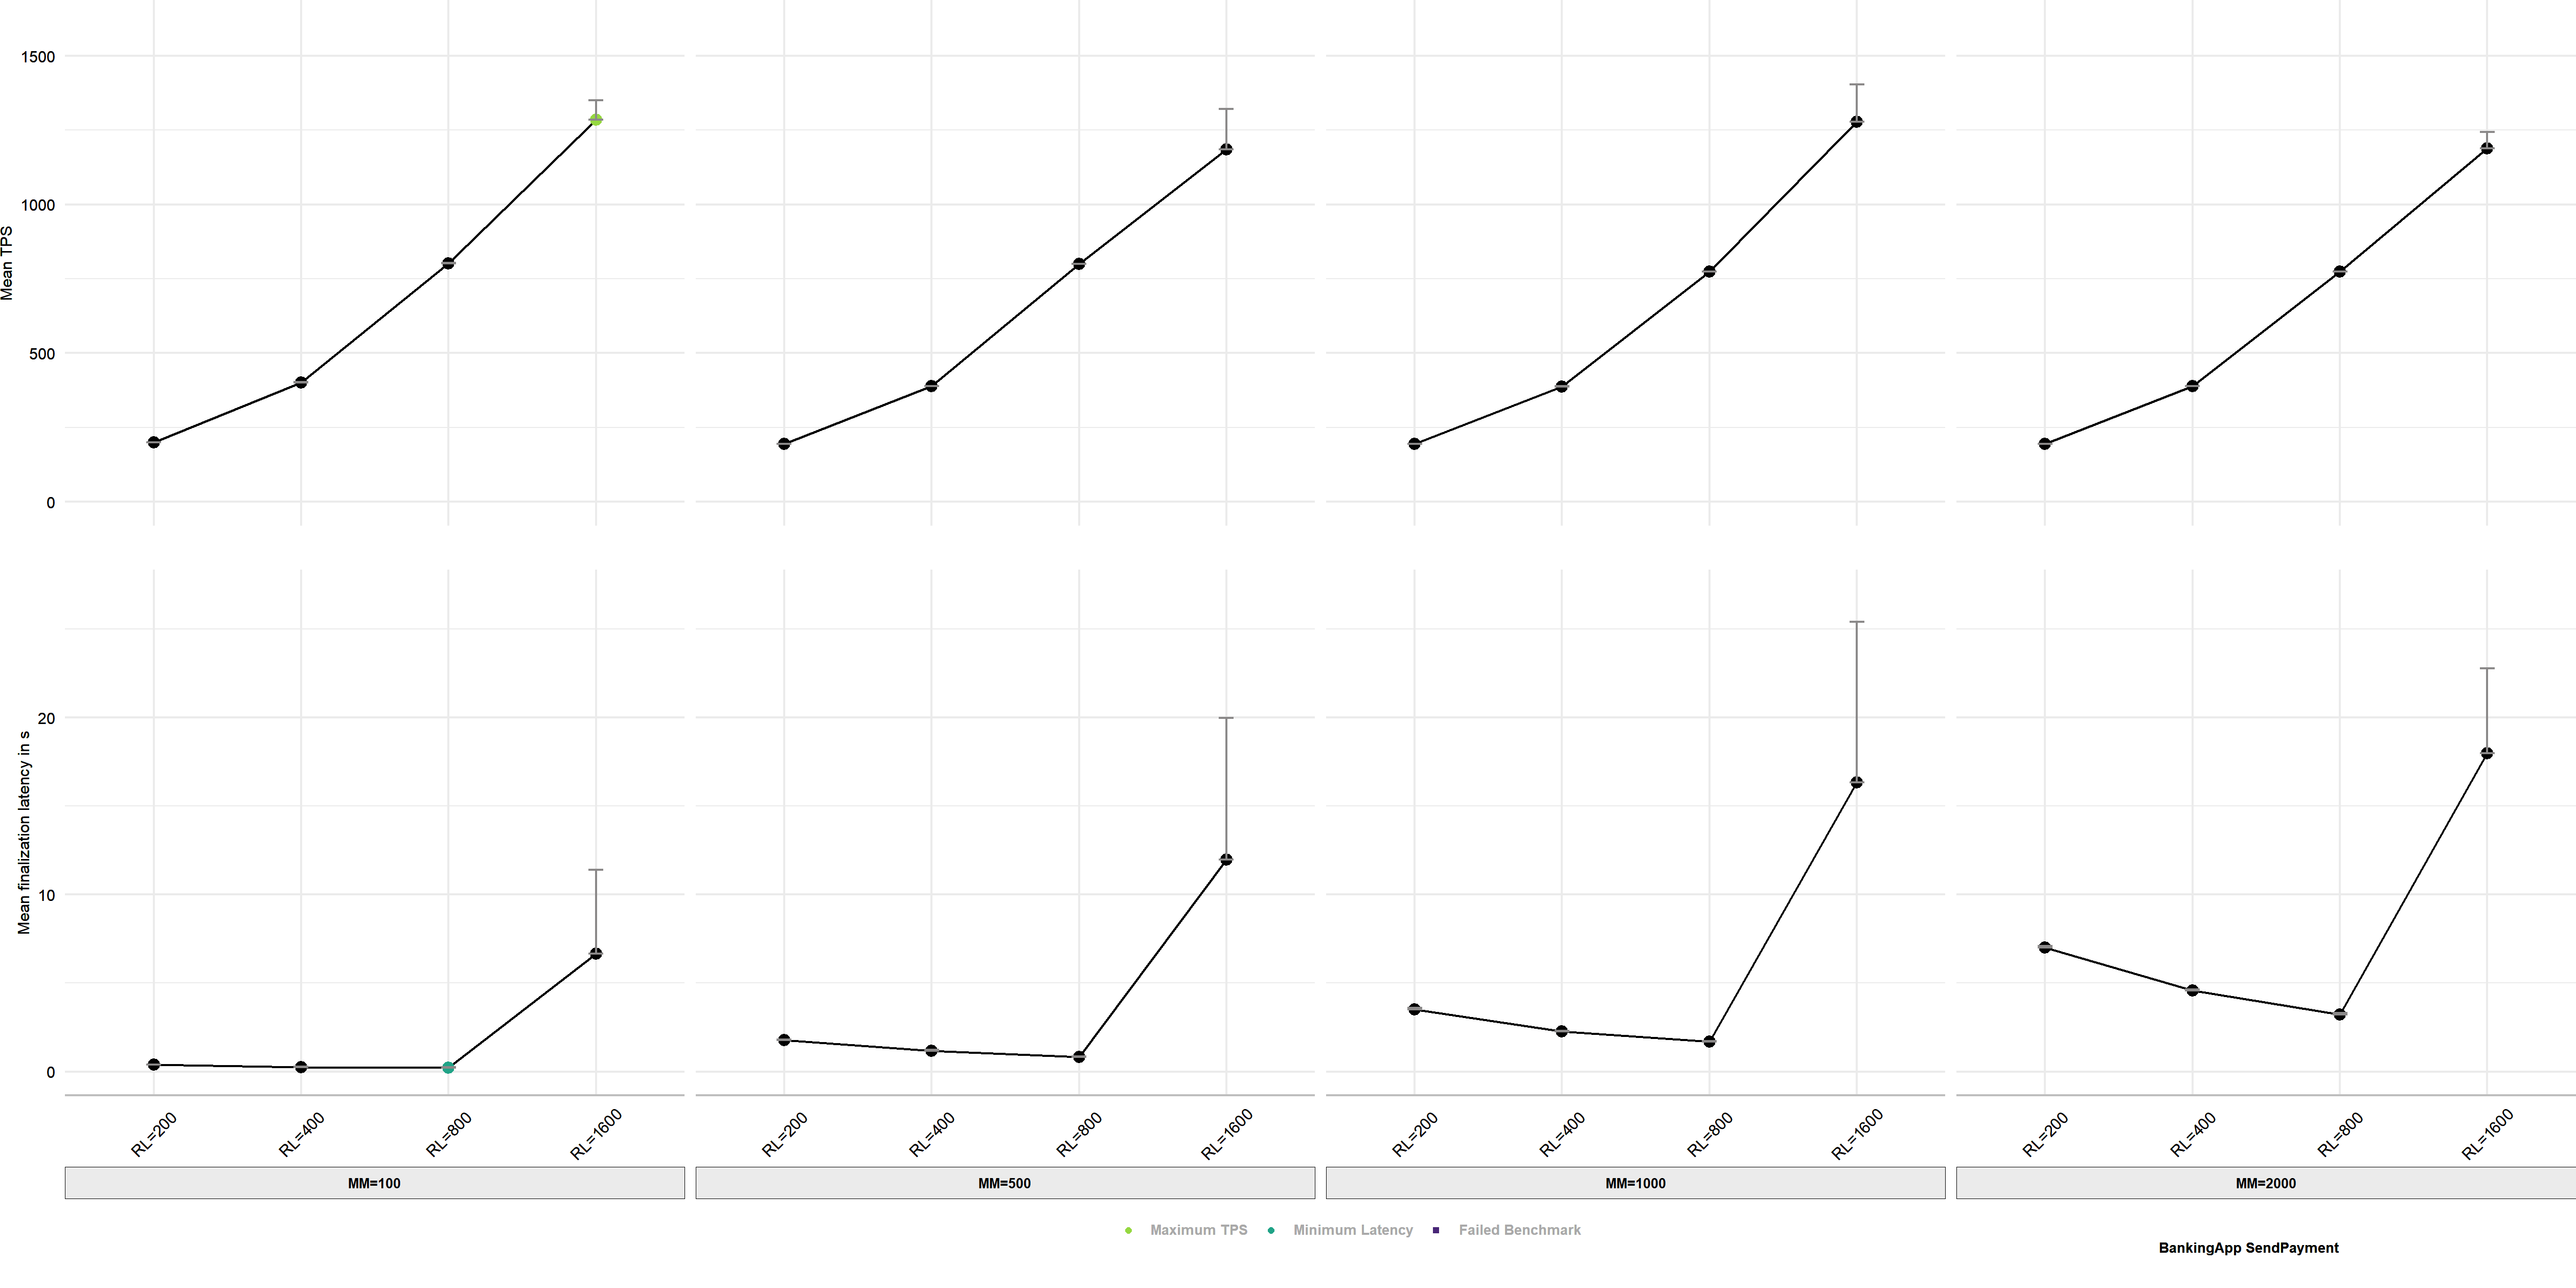 1500
1000
500
0
Mean TPS
20
10
0
Mean finalization latency in s
RL=200 RL=400 RL=800 RL=1600 RL=200 RL=400 RL=800 RL=1600 RL=200 RL=400 RL=800 RL=1600 RL=200 RL=400 RL=800 RL=1600
MM=100 MM=500 MM=1000 MM=2000
Maximum TPS Minimum Latency Failed Benchmark
BankingApp SendPayment